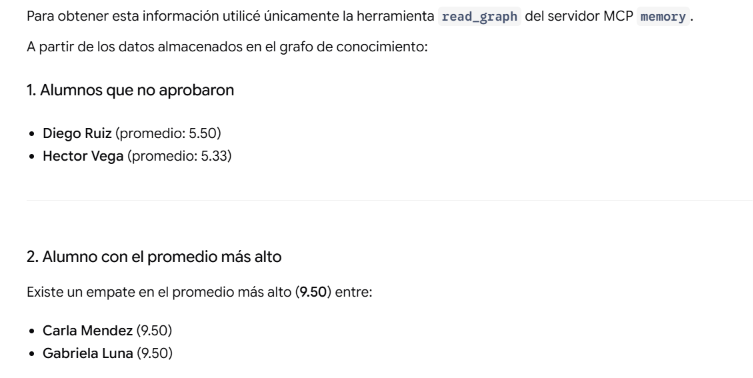 Para obtener esta información utilicé únicamente la herramienta read_graph del servidor MCP memory.
A partir de los datos almacenados en el grafo de conocimiento:
1. Alumnos que no aprobaron
• Diego Ruiz (promedio: 5.50)
• Hector Vega (promedio: 5.33)
2. Alumno con el promedio más alto
Existe un empate en el promedio más alto (9.50) entre:
• Carla Mendez (9.50)
• Gabriela Luna (9.50)